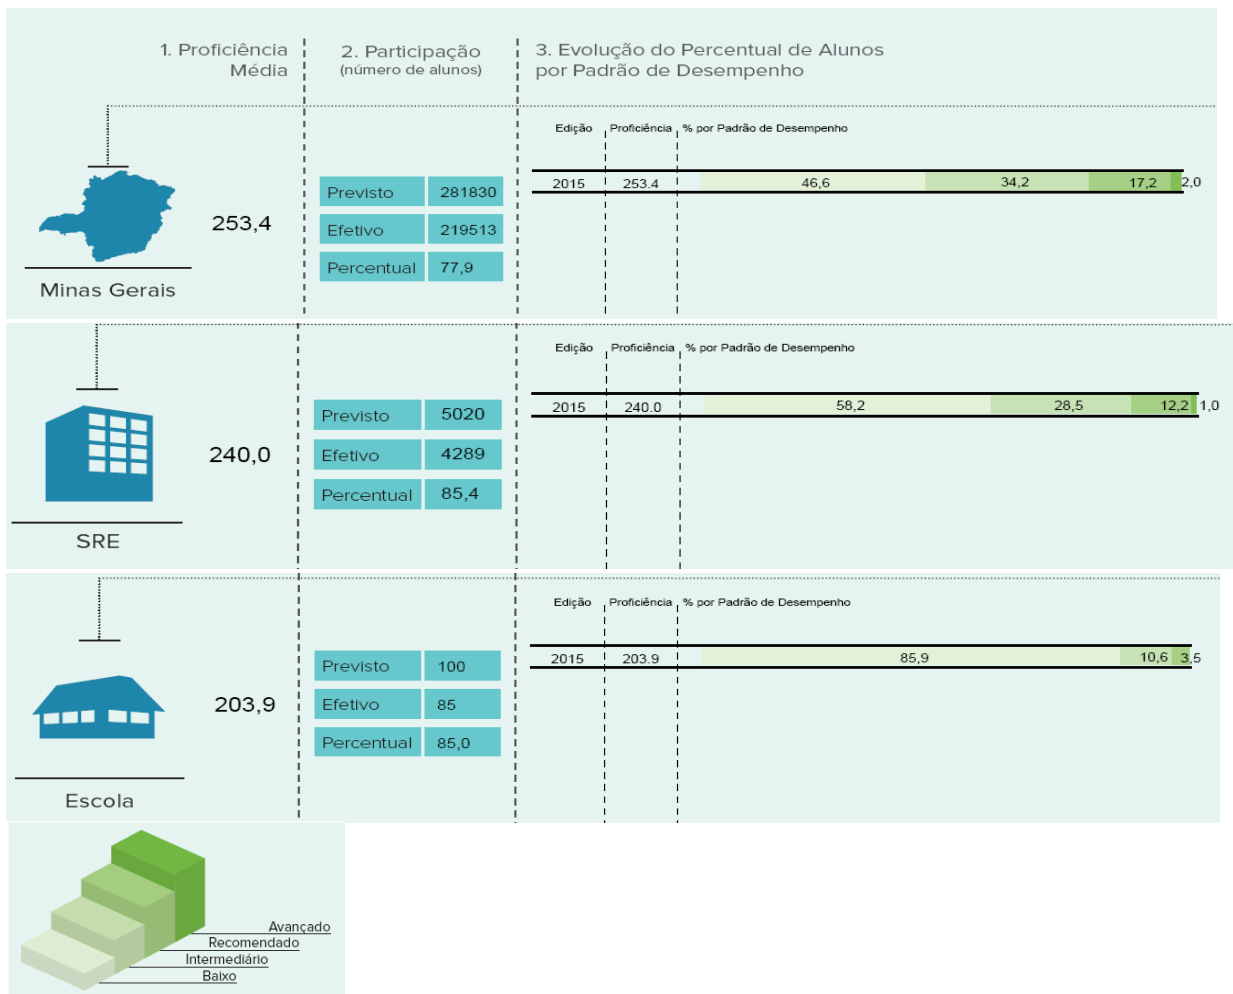 1. Proficiência
Média
2. Participação
(número de alunos)
3. Evolução do Percentual de Alunos
por Padrão de Desempenho
Edição Proficiência % por Padrão de Desempenho
2015 253.4 46,6 34,2 17,2 2,0
Previsto 281830
253,4
Efetivo 219513
Percentual 77,9
Minas Gerais
Edição Proficiência % por Padrão de Desempenho
2015 240.0 58,2 28,5 12,2 1,0
Previsto 5020
240,0
Efetivo 4289
Percentual 85,4
SRE
Edição Proficiência % por Padrão de Desempenho
2015 203.9 85,9 10,6 3,5
Previsto 100
203,9
Efetivo 85
Percentual 85,0
Escola
Avançado
Recomendado
Intermediário
Baixo